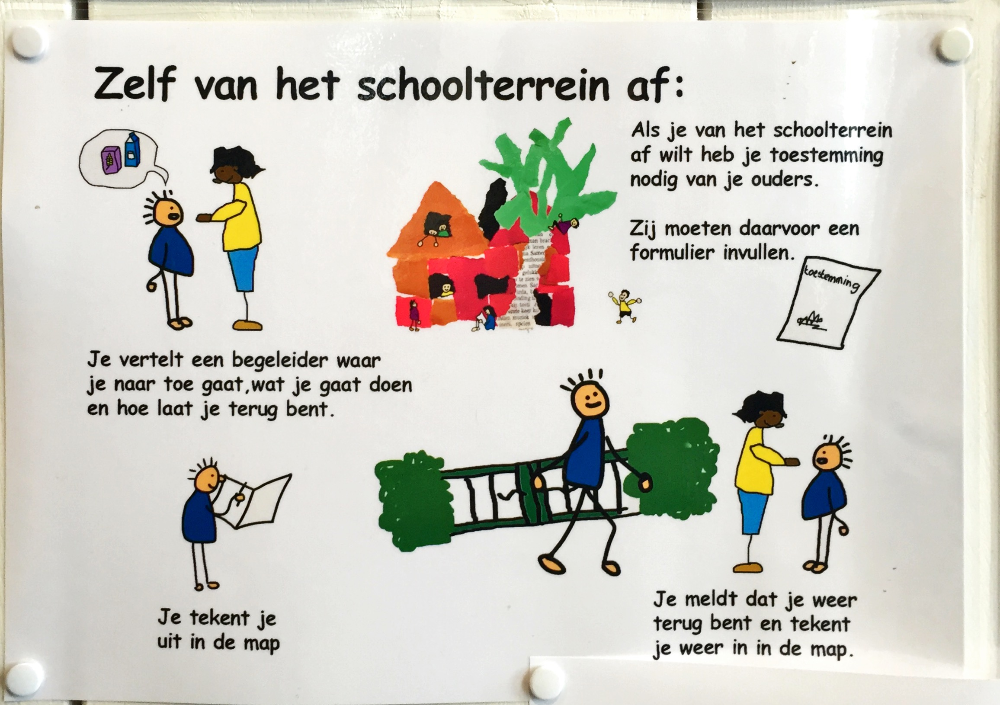 Zelf van het schoolterrein af:
Als je van het schoolterrein
af wilt heb je toestemming
nodig van je ouders.
Zij moeten daarvoor een
formulier invullen.
toestemming
Je vertelt een begeleider waar
je naar toe gaat,wat je gaat doen
en hoe laat je terug bent.
Je tekent je
uit in de map
Je meldt dat je weer
terug bent en tekent
je weer in in de map.